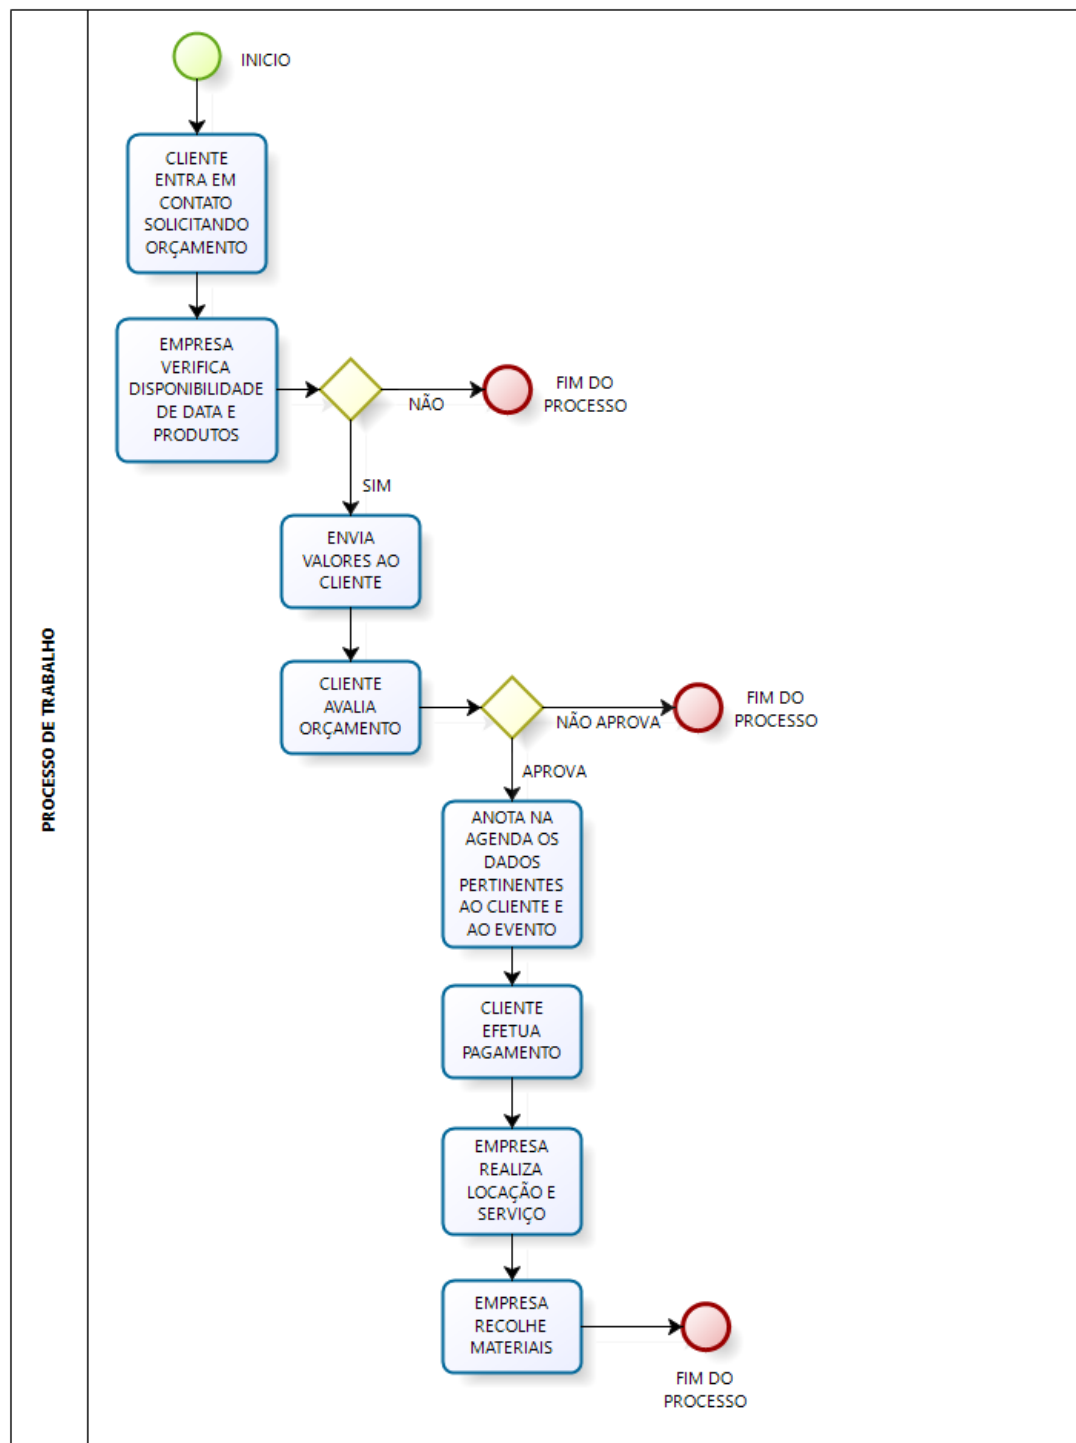 PROCESSO DE TRABALHO
INICIO
CLIENTE
ENTRA EM
CONTATO
SOLICITANDO
ORÇAMENTO
EMPRESA
VERIFICA
DISPONIBILIDADE
DE DATA E
PRODUTOS
NÃO
FIM DO
PROCESSO
SIM
ENVIA
VALORES AO
CLIENTE
CLIENTE
AVALIA
ORÇAMENTO
NÃO APROVA
FIM DO
PROCESSO
APROVA
ANOTA NA
AGENDA OS
DADOS
PERTINENTES
AO CLIENTE E
AO EVENTO
CLIENTE
EFETUA
PAGAMENTO
EMPRESA
REALIZA
LOCAÇÃO E
SERVIÇO
EMPRESA
RECOLHE
MATERIAIS
FIM DO
PROCESSO